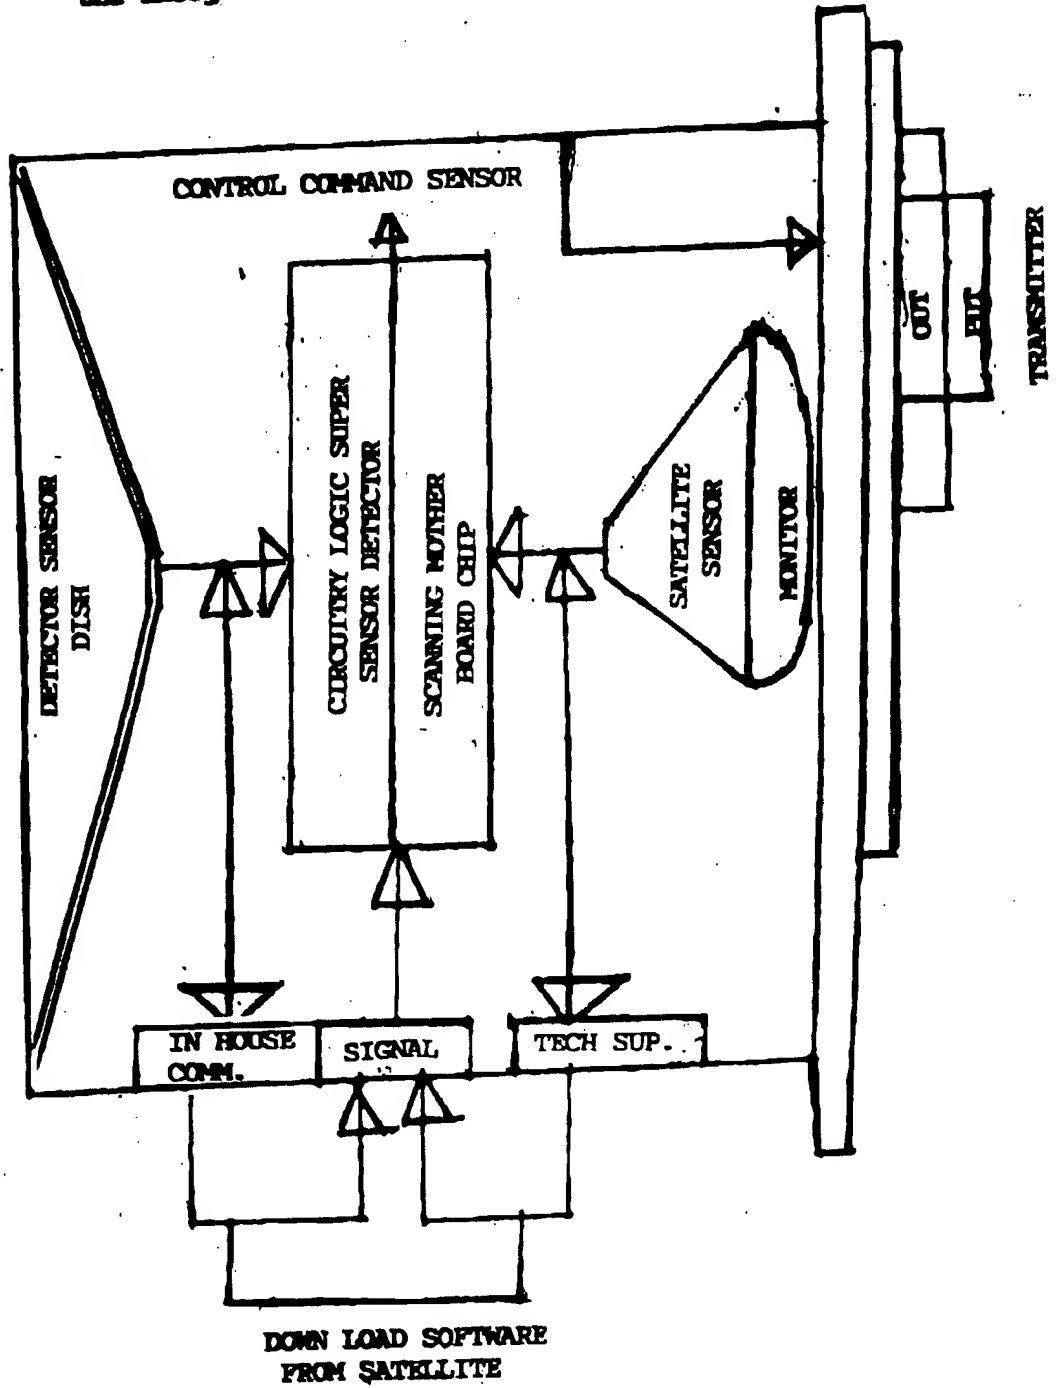 CONTROL COMMAND SENSOR
DETECTOR SENSOR
DISH
CIRCUITRY LOGIC SUPER
SENSOR DETECTOR
SCANNING MOTHER
BOARD CHIP
SATELLITE
SENSOR
MONITOR
OUT
PUT
TRANSMITTER
IN HOUSE
COMM.
SIGNAL
TECH SUP.
DOWN LOAD SOFTWARE
FROM SATELLITE